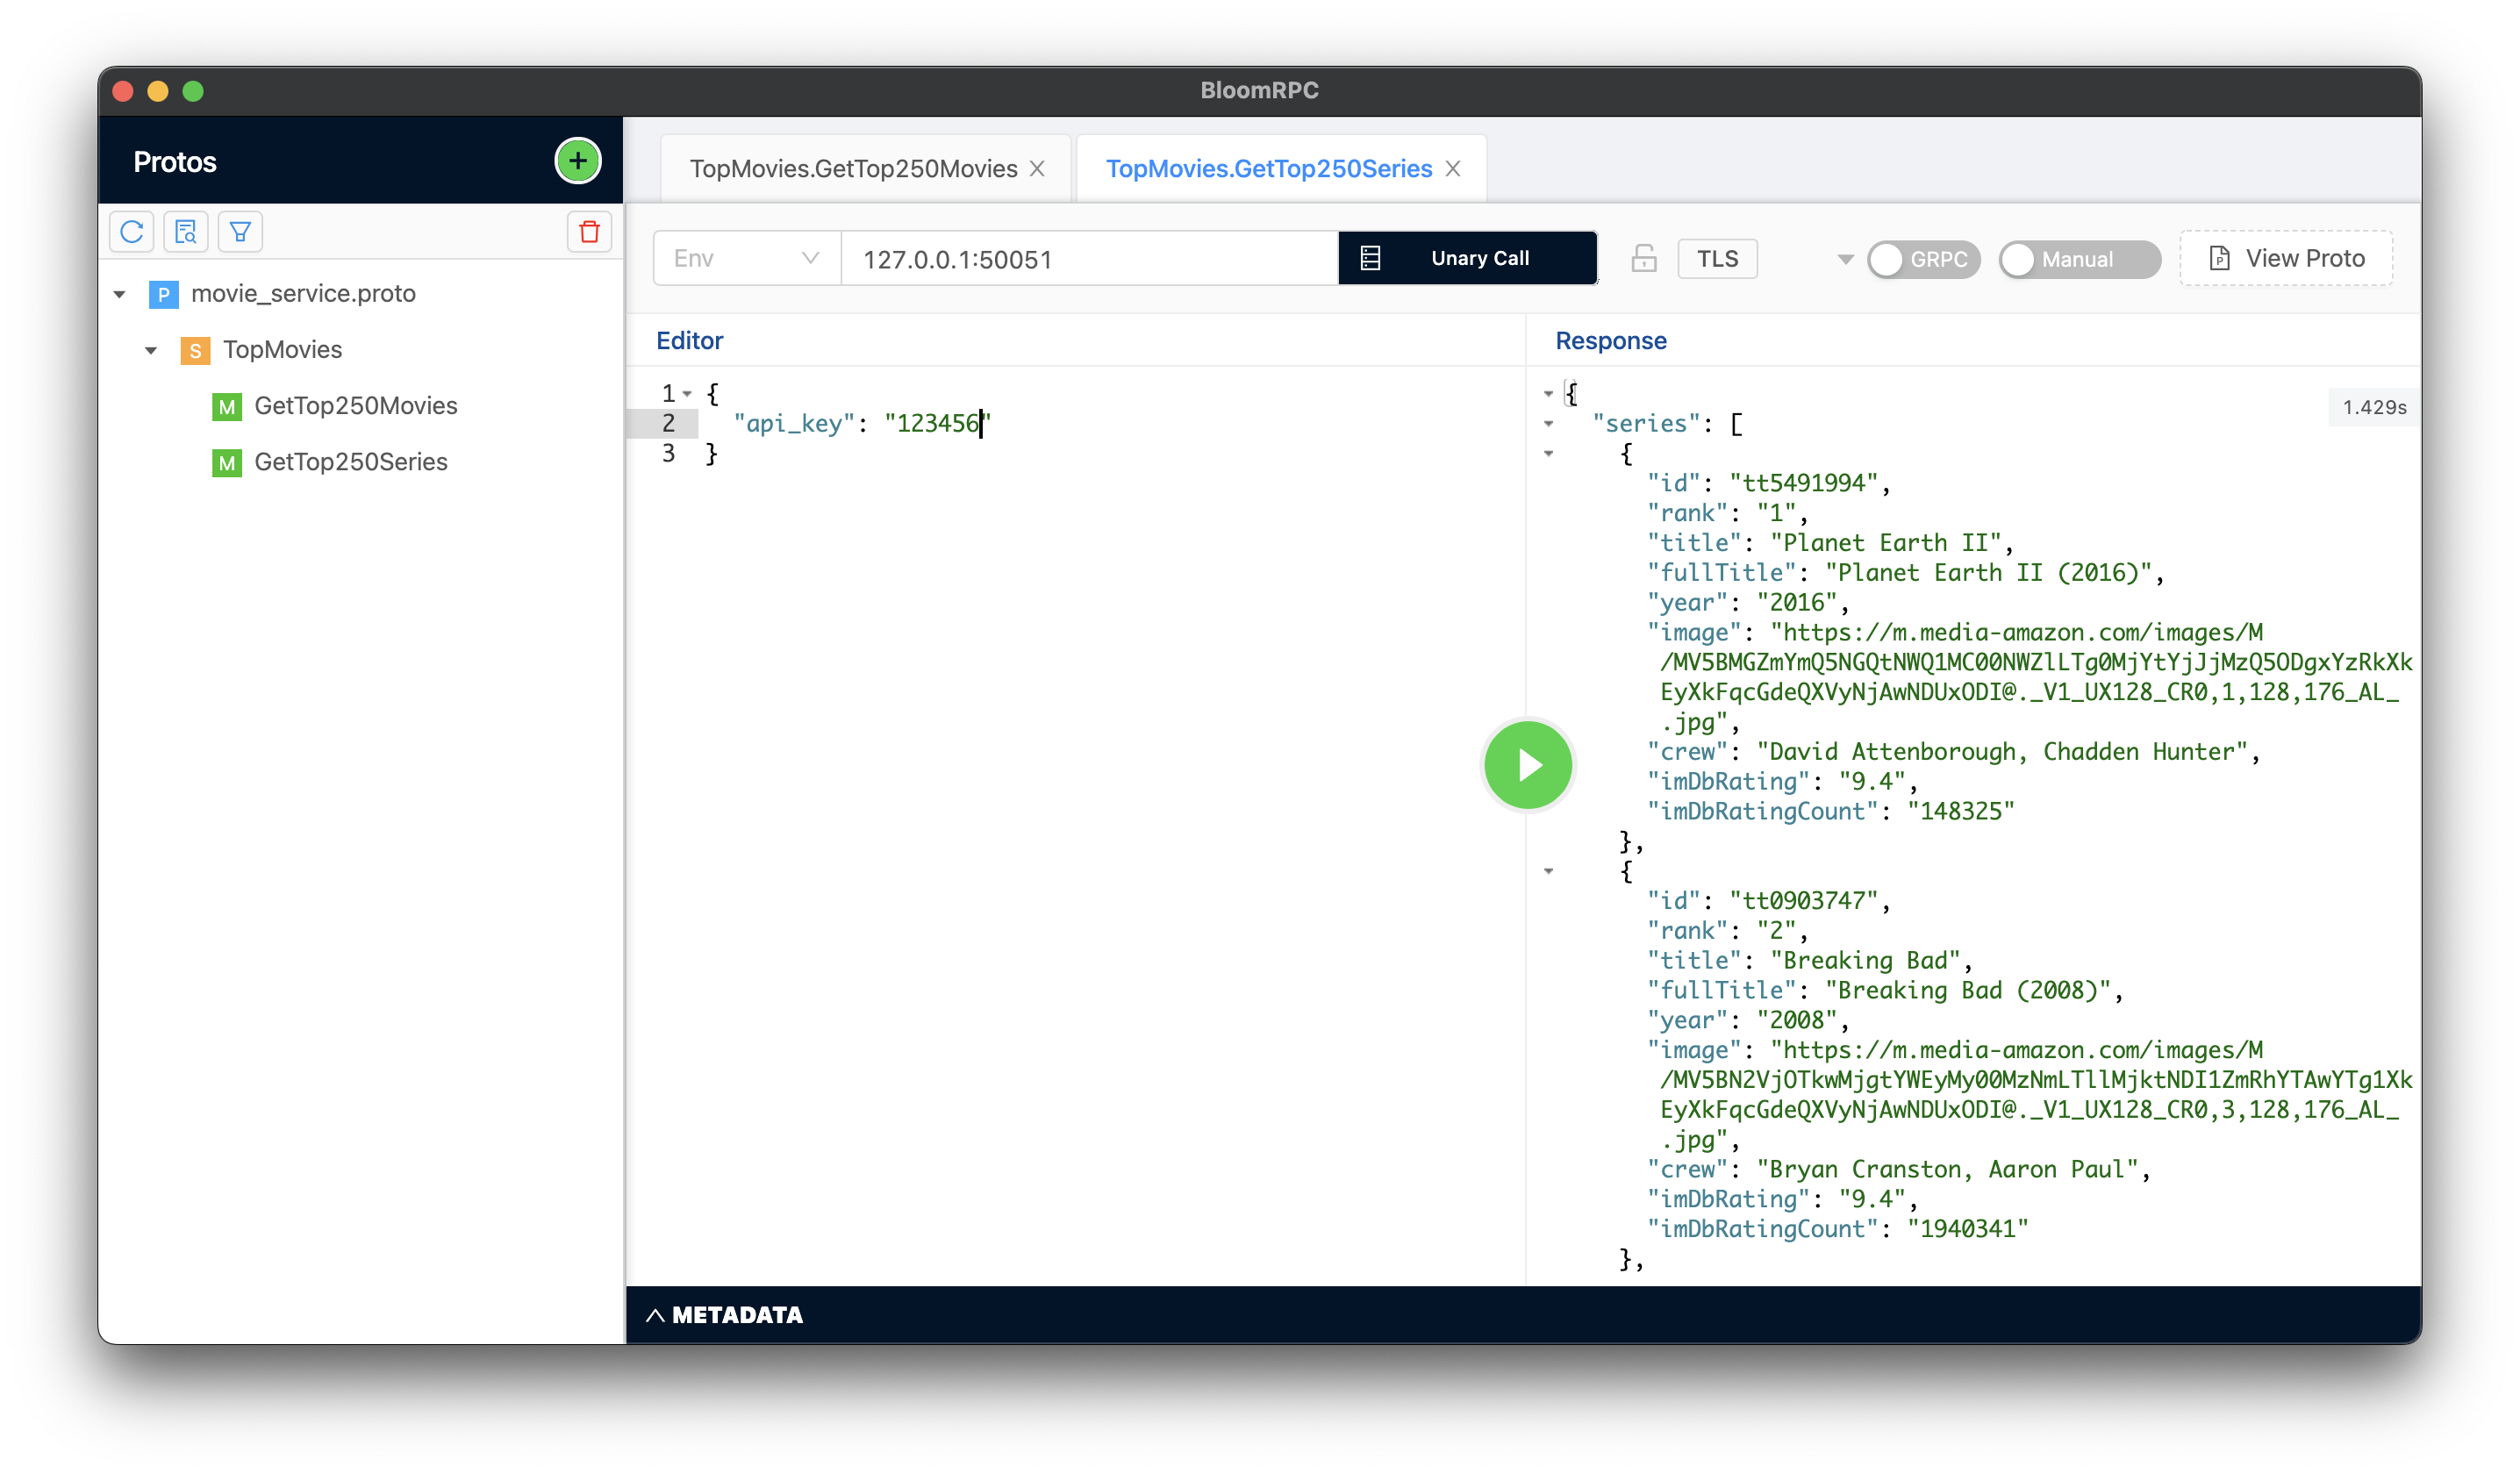 BloomRPC
Protos
TopMovies.GetTop250Movies
TopMovies.GetTop250Series
Env
127.0.0.1:50051
Unary Call
TLS
GRPC
Manual
View Proto
P movie_service.proto
S TopMovies
M GetTop250Movies
M GetTop250Series
Editor
1 {
2 "api_key": "123456"
3 }
Response
1.429s
{
"series": [
{
"id": "tt5491994",
"rank": "1",
"title": "Planet Earth II",
"fullTitle": "Planet Earth II (2016)",
"year": "2016",
"image": "https://m.media-amazon.com/images/M
/MV5BMGZmYmQ5NGQtNWQ1MC00NWZlLTg0MjYtYjJjMzQ5ODgxYzRkXk
EyXkFqcGdeQXVyNjAwNDUxODI@._V1_UX128_CR0,1,128,176_AL_
.jpg",
"crew": "David Attenborough, Chadden Hunter",
"imDbRating": "9.4",
"imDbRatingCount": "148325"
},
{
"id": "tt0903747",
"rank": "2",
"title": "Breaking Bad",
"fullTitle": "Breaking Bad (2008)",
"year": "2008",
"image": "https://m.media-amazon.com/images/M
/MV5BN2VjOTkwMjgtYWEyMy00MzNmLTllMjktNDI1ZmRhYTAwYTg1Xk
EyXkFqcGdeQXVyNjAwNDUxODI@._V1_UX128_CR0,3,128,176_AL_
.jpg",
"crew": "Bryan Cranston, Aaron Paul",
"imDbRating": "9.4",
"imDbRatingCount": "1940341"
},
METADATA